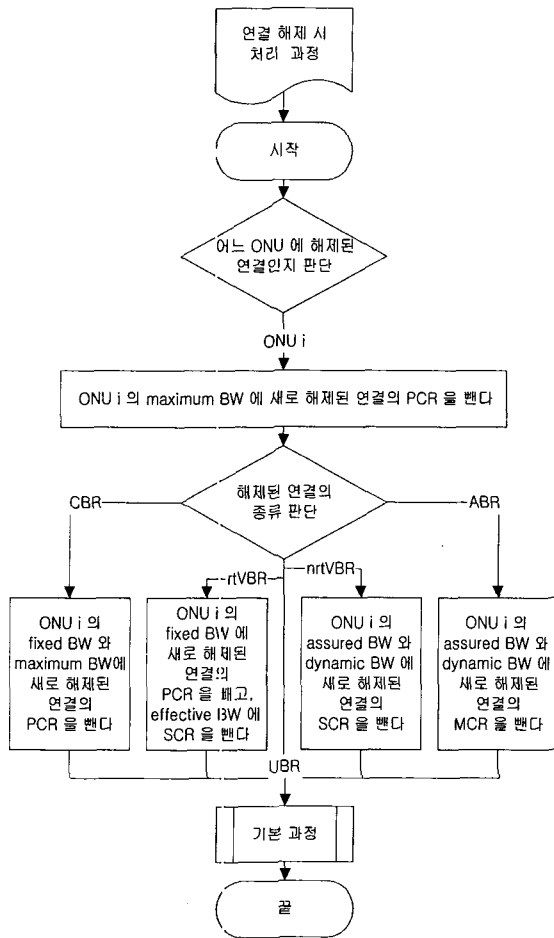 연결 해제 시
처리 과정
시작
어느 ONU 에 해제된
연결인지 판단
ONU i
ONU i 의 maximum BW 에 새로 해제된 연결의 PCR 을 뺀다
해제된 연결의
종류 판단
CBR
ABR
rtVBR
nrtVBR
ONU i 의
fixed BW 와
maximum BW에
새로 해제된
연결의
PCR 을 뺀다
ONU i 의
fixed BW 에
새로 해제된
연결의
PCR 을 빼고,
effective BW 에
SCR 을 뺀다
ONU i 의
assured BW 와
dynamic BW 에
새로 해제된
연결의
SCR 을 뺀다
ONU i 의
assured BW 와
dynamic BW 에
새로 해제된
연결의
MCR 을 뺀다
UBR
기본 과정
끝